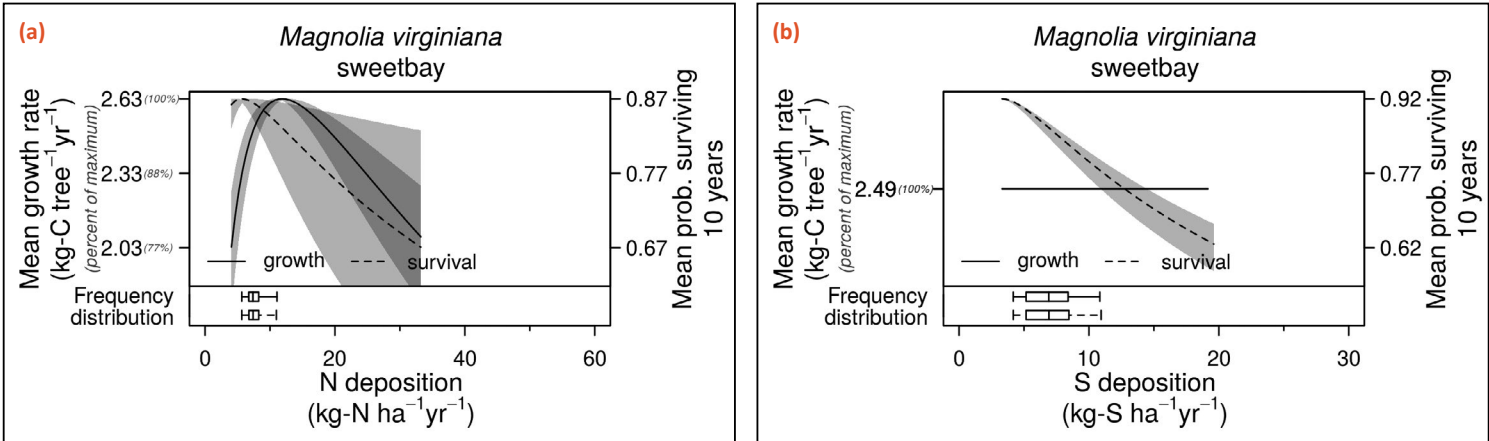 (a)
Magnolia virginiana
sweetbay
Mean growth rate
(kg-C tree⁻¹yr⁻¹)
(percent of maximum)
2.63 (100%)
2.33 (88%)
2.03 (77%)
0.87
0.77
0.67
Mean prob. surviving
10 years
growth
survival
Frequency
distribution
0
20
40
60
N deposition
(kg-N ha⁻¹yr⁻¹)
(b)
Magnolia virginiana
sweetbay
Mean growth rate
(kg-C tree⁻¹yr⁻¹)
(percent of maximum)
2.49 (100%)
0.92
0.77
0.62
Mean prob. surviving
10 years
growth
survival
Frequency
distribution
0
10
20
30
S deposition
(kg-S ha⁻¹yr⁻¹)